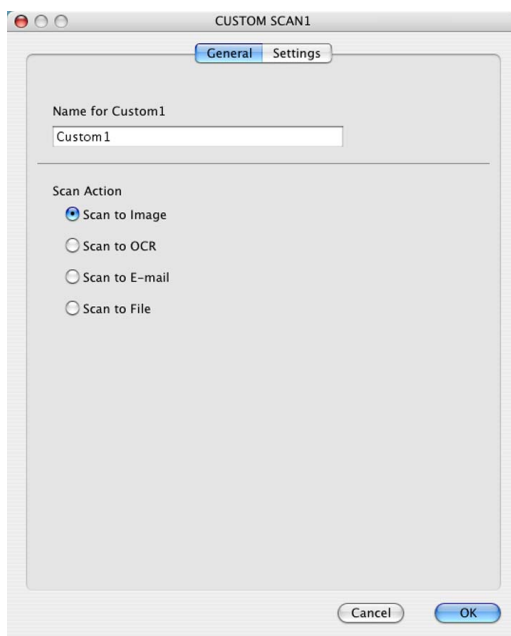 CUSTOM SCAN1
General Settings
Name for Custom1
Custom1
Scan Action
Scan to Image
Scan to OCR
Scan to E-mail
Scan to File
Cancel OK